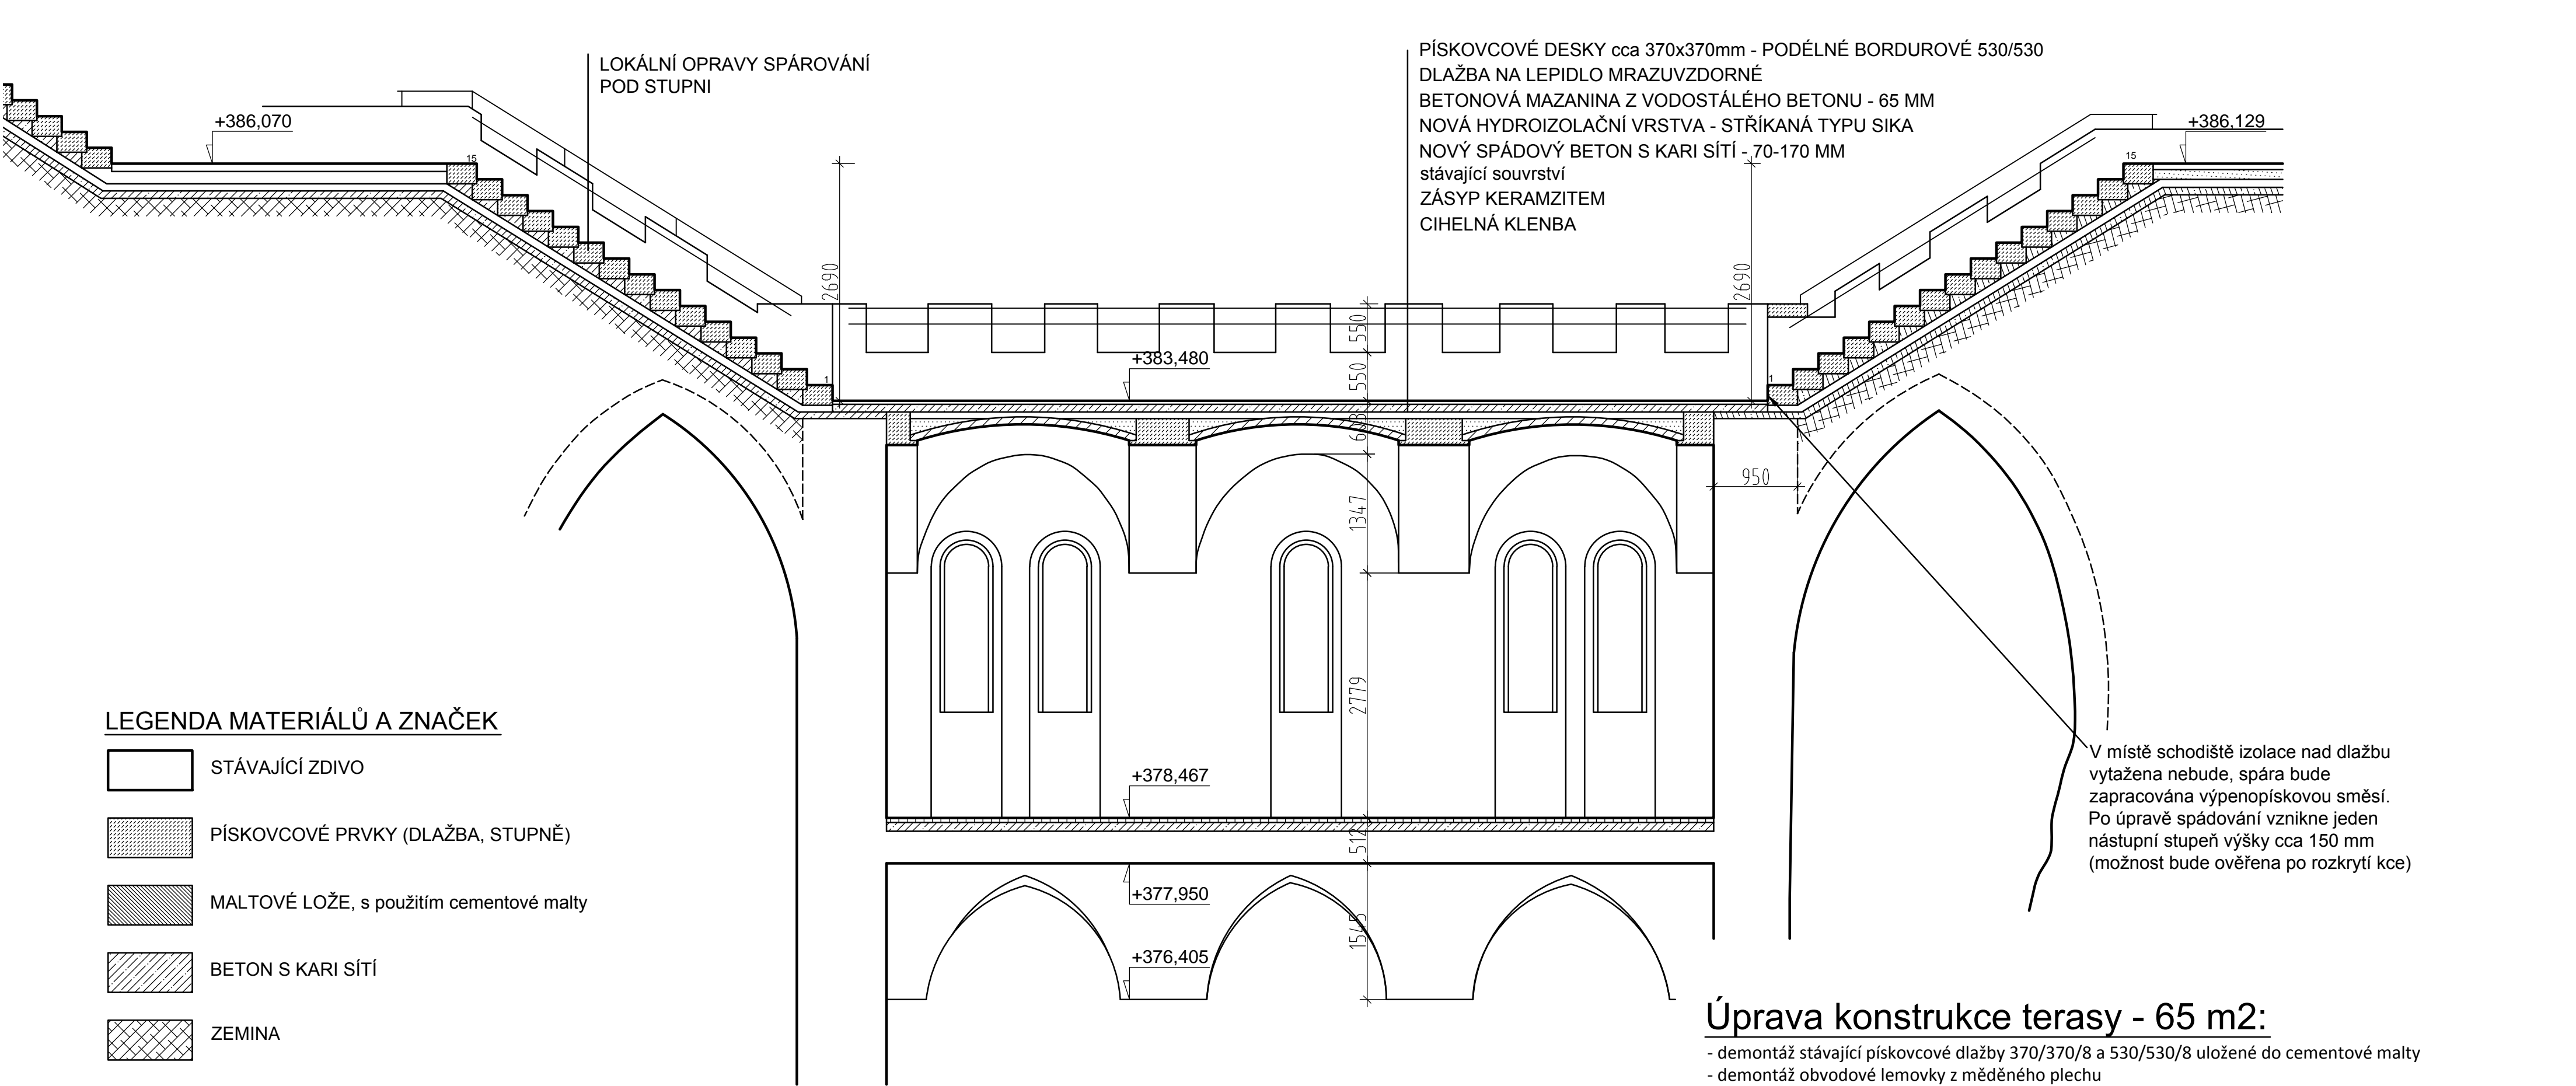 LOKÁLNÍ OPRAVY SPÁROVÁNÍ
POD STUPNI
PÍSKOVCOVÉ DESKY cca 370x370mm - PODÉLNÉ BORDUROVÉ 530/530
DLAŽBA NA LEPIDLO MRAZUVZDORNÉ
BETONOVÁ MAZANINA Z VODOSTÁLÉHO BETONU - 65 MM
NOVÁ HYDROIZOLAČNÍ VRSTVA - STŘÍKANÁ TYPU SIKA
NOVÝ SPÁDOVÝ BETON S KARI SÍTÍ - 70-170 MM
stávající souvrství
ZÁSYP KERAMZITEM
CIHELNÁ KLENBA
+386,070
+386,129
15
15
2690
2690
550
+383,480
550
1
1
950
1347
2779
+378,467
512
+377,950
1545
+376,405
LEGENDA MATERIÁLŮ A ZNAČEK
STÁVAJÍCÍ ZDIVO
PÍSKOVCOVÉ PRVKY (DLAŽBA, STUPNĚ)
MALTOVÉ LOŽE, s použitím cementové malty
BETON S KARI SÍTÍ
ZEMINA
V místě schodiště izolace nad dlažbu
vytažena nebude, spára bude
zapracována výpenopískovou směsí.
Po úpravě spádování vznikne jeden
nástupní stupeň výšky cca 150 mm
(možnost bude ověřena po rozkrytí kce)
Úprava konstrukce terasy - 65 m2:
- demontáž stávající pískovcové dlažby 370/370/8 a 530/530/8 uložené do cementové malty
- demontáž obvodové lemovky z měděného plechu